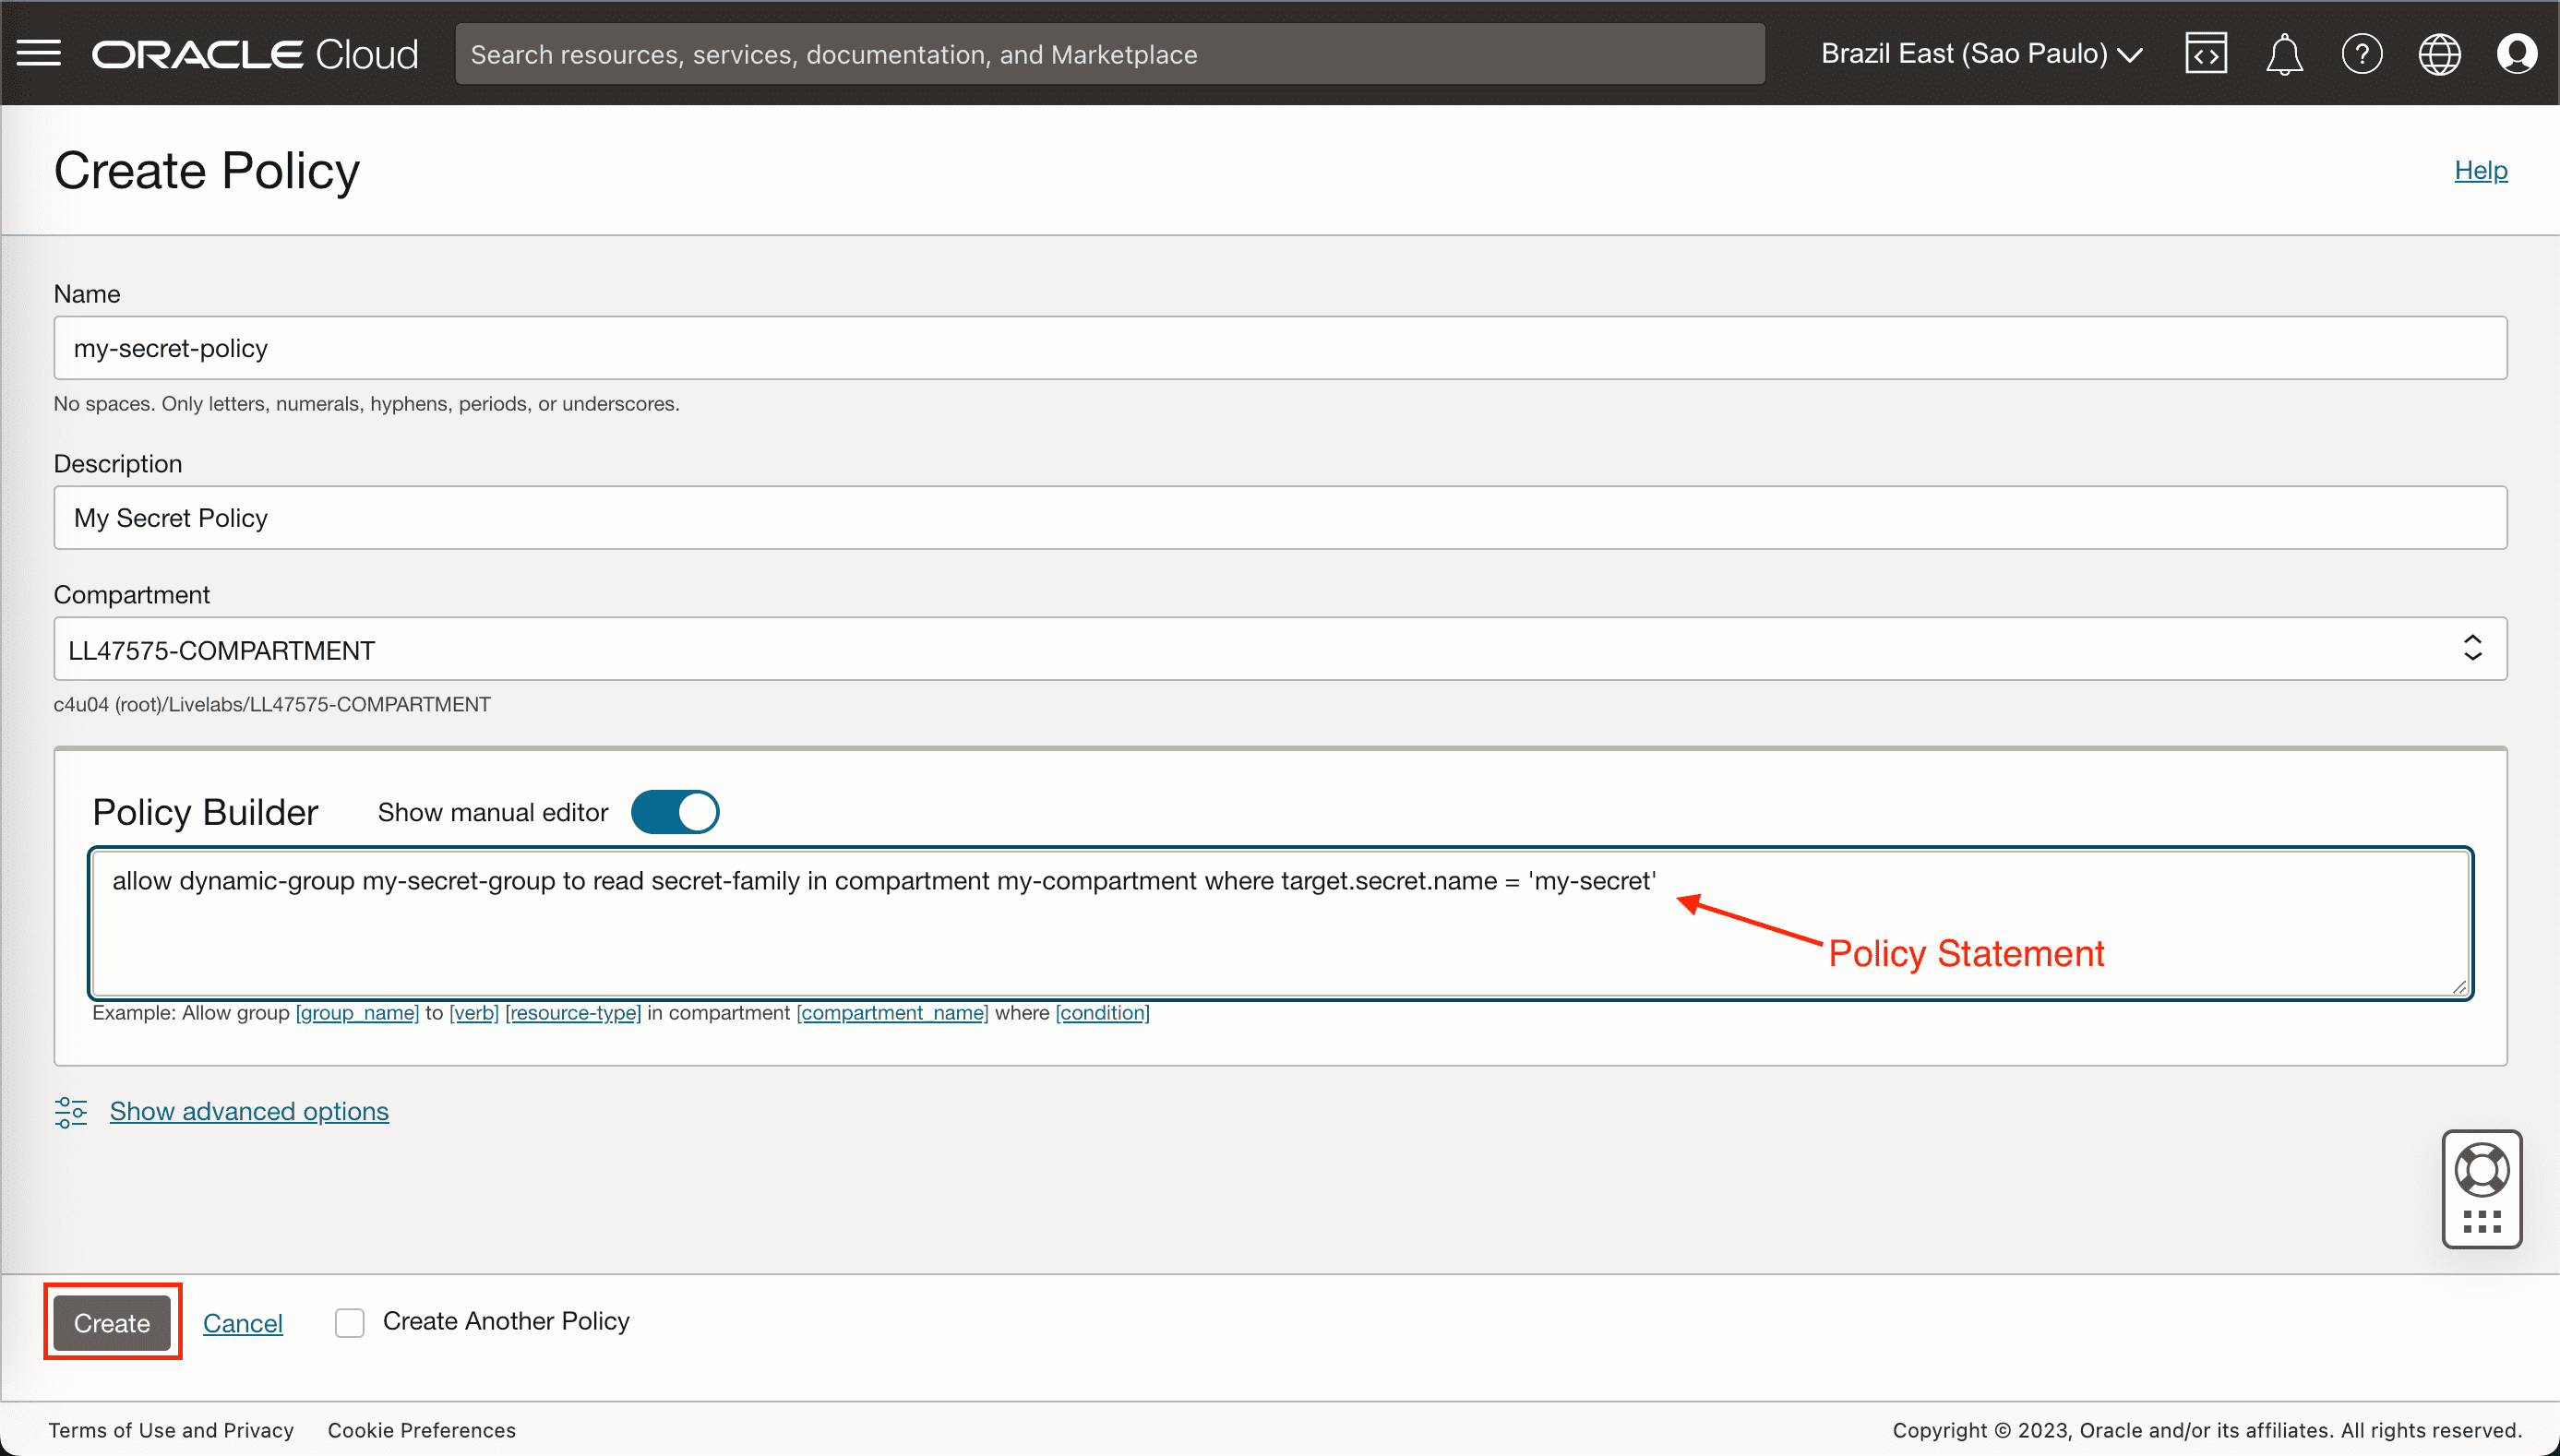 ORACLE Cloud
Search resources, services, documentation, and Marketplace
Brazil East (Sao Paulo)
Create Policy
Help
Name
my-secret-policy
No spaces. Only letters, numerals, hyphens, periods, or underscores.
Description
My Secret Policy
Compartment
LL47575-COMPARTMENT
c4u04 (root)/Livelabs/LL47575-COMPARTMENT
Policy Builder
Show manual editor
allow dynamic-group my-secret-group to read secret-family in compartment my-compartment where target.secret.name = 'my-secret'
Policy Statement
Example: Allow group [group_name] to [verb] [resource-type] in compartment [compartment_name] where [condition]
Show advanced options
Create
Cancel
Create Another Policy
Terms of Use and Privacy
Cookie Preferences
Copyright © 2023, Oracle and/or its affiliates. All rights reserved.